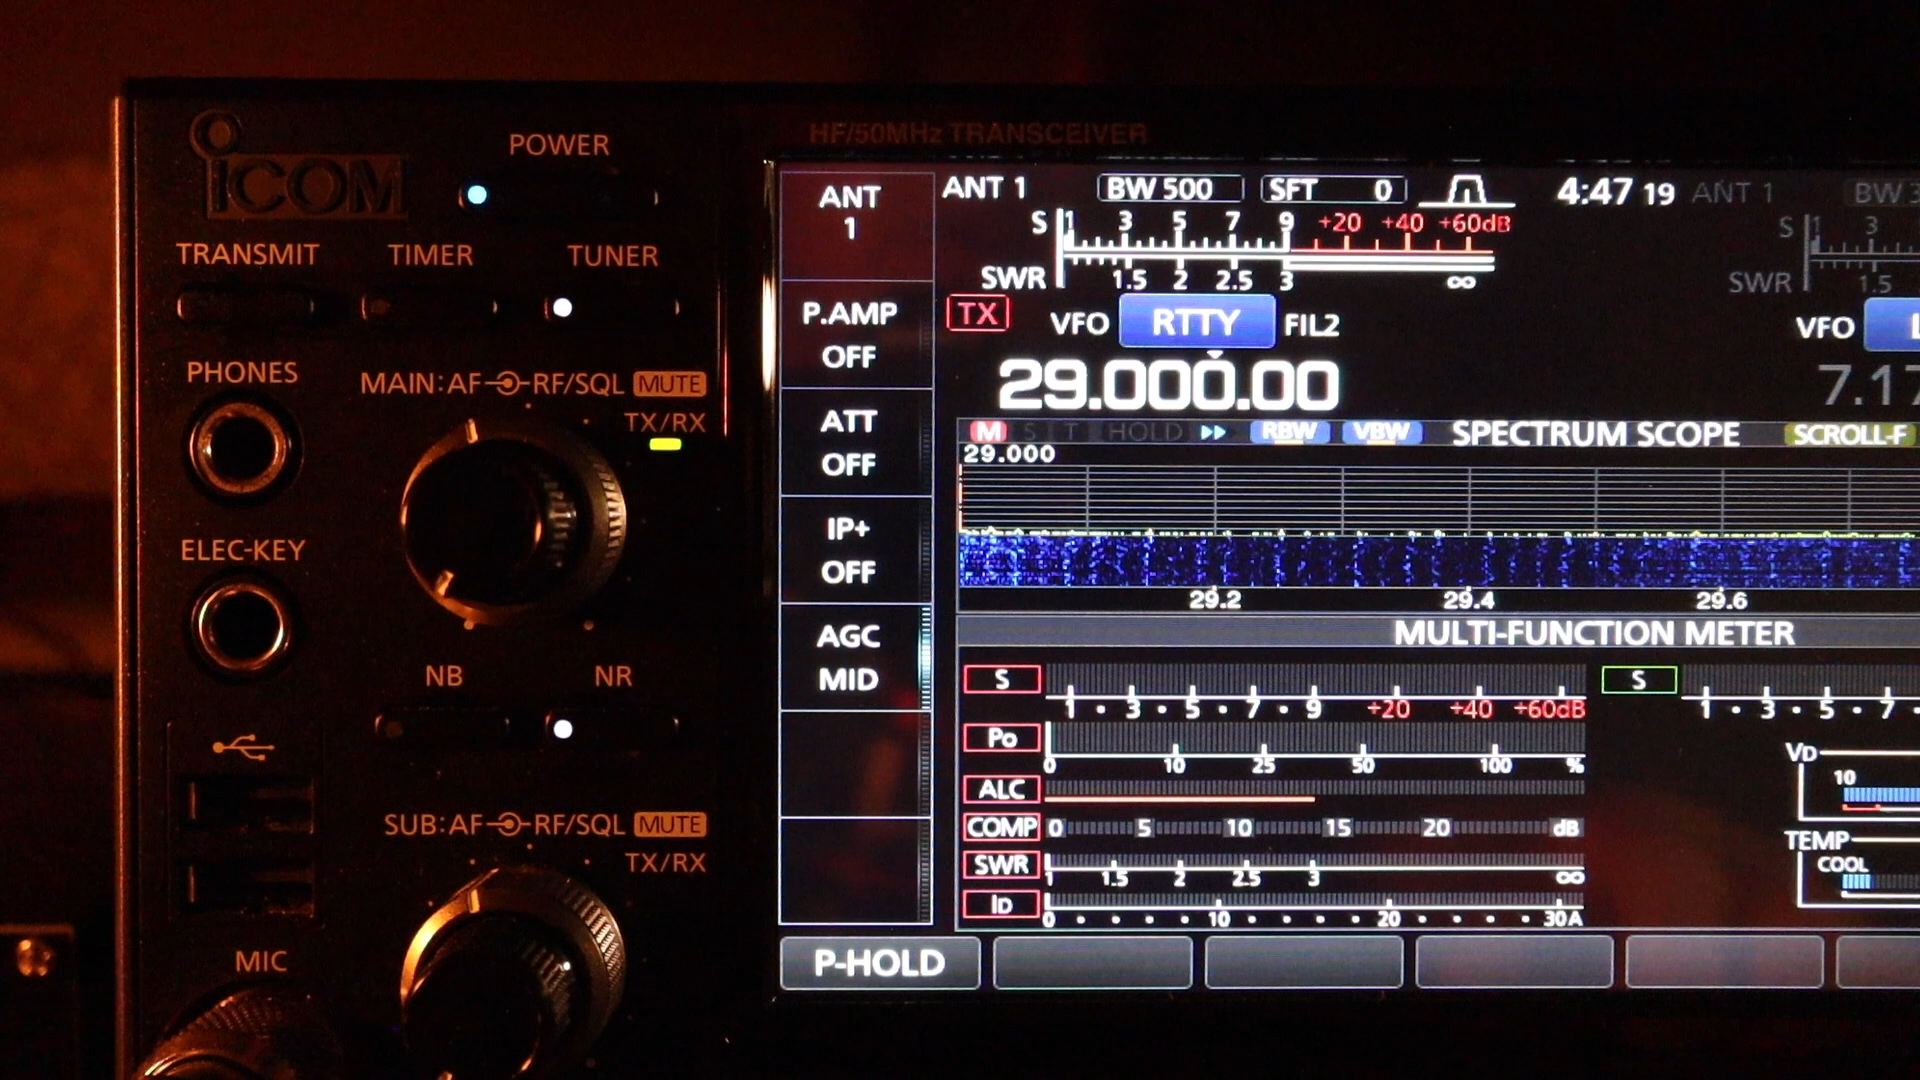 HF/50MHz TRANSCEIVER
iCOM
POWER
TRANSMIT TIMER TUNER
PHONES
MAIN:AF RF/SQL MUTE
TX/RX
ELEC-KEY
NB NR
SUB:AF RF/SQL MUTE
TX/RX
MIC
ANT
1
P.AMP
OFF
ATT
OFF
IP+
OFF
AGC
MID
ANT 1 BW 500 SFT 0 4:47 19 ANT 1 BW 3
S 1 3 5 7 9 +20 +40 +60dB S 1 3
SWR 1.5 2 2.5 3 ∞ SWR 1.5
TX VFO RTTY FIL2 VFO L
29.000.00 7.17
M S T HOLD RBW VBW SPECTRUM SCOPE SCROLL-F
29.000
29.2 29.4 29.6
MULTI-FUNCTION METER
S 1 3 5 7 9 +20 +40 +60dB S 1 3 5 7
Po 0 10 25 50 100 % VD 10
ALC
COMP 0 5 10 15 20 dB TEMP
SWR 1 1.5 2 2.5 3 ∞ COOL
ID 0 10 20 30A
P-HOLD